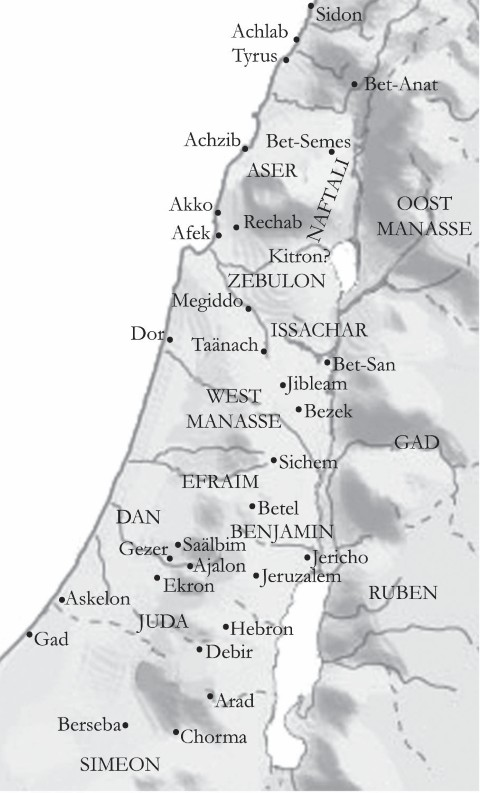 Sidon
Achlab
Tyrus
Bet-Anat
Achzib
Bet-Semes
ASER
NAFTALI
OOST
MANASSE
Akko
Rechab
Afek
Kitron?
ZEBULON
Megiddo
ISSACHAR
Dor
Taänach
Bet-San
Jibleam
WEST
MANASSE
Bezek
GAD
Sichem
EFRAIM
Betel
DAN
BENJAMIN
Saälbim
Gezer
Jericho
Ajalon
Jeruzalem
Ekron
RUBEN
Askelon
JUDA
Hebron
Gad
Debir
Arad
Berseba
Chorma
SIMEON